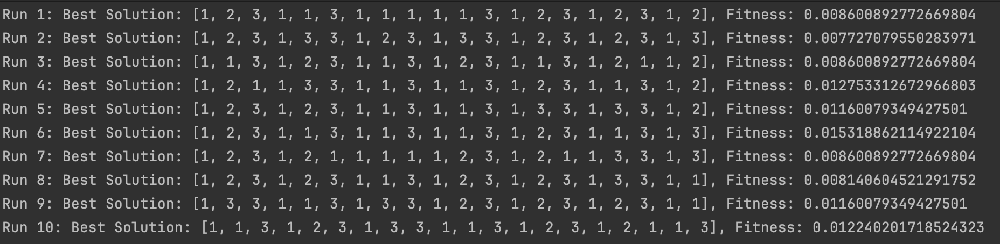 Run 1: Best Solution: [1, 2, 3, 1, 1, 3, 1, 1, 1, 1, 1, 3, 1, 2, 3, 1, 2, 3, 1, 2], Fitness: 0.008600892772669804
Run 2: Best Solution: [1, 2, 3, 1, 3, 3, 1, 2, 3, 1, 3, 3, 1, 2, 3, 1, 2, 3, 1, 3], Fitness: 0.007727079550283971
Run 3: Best Solution: [1, 1, 3, 1, 2, 3, 1, 1, 3, 1, 2, 3, 1, 1, 3, 1, 2, 1, 1, 2], Fitness: 0.008600892772669804
Run 4: Best Solution: [1, 2, 1, 1, 3, 3, 1, 1, 3, 1, 1, 3, 1, 2, 3, 1, 1, 3, 1, 2], Fitness: 0.012753312672966803
Run 5: Best Solution: [1, 2, 3, 1, 2, 3, 1, 1, 3, 1, 1, 3, 1, 3, 3, 1, 3, 3, 1, 2], Fitness: 0.01160079349427501
Run 6: Best Solution: [1, 2, 3, 1, 1, 3, 1, 1, 3, 1, 1, 3, 1, 2, 3, 1, 1, 3, 1, 3], Fitness: 0.015318862114922104
Run 7: Best Solution: [1, 2, 3, 1, 2, 1, 1, 1, 1, 1, 2, 3, 1, 2, 1, 1, 3, 3, 1, 3], Fitness: 0.008600892772669804
Run 8: Best Solution: [1, 2, 3, 1, 2, 3, 1, 1, 3, 1, 2, 3, 1, 2, 3, 1, 3, 3, 1, 1], Fitness: 0.008140604521291752
Run 9: Best Solution: [1, 3, 3, 1, 1, 3, 1, 3, 3, 1, 2, 3, 1, 2, 3, 1, 2, 3, 1, 1], Fitness: 0.01160079349427501
Run 10: Best Solution: [1, 1, 3, 1, 2, 3, 1, 3, 3, 1, 1, 3, 1, 2, 3, 1, 2, 1, 1, 3], Fitness: 0.012240201718524323